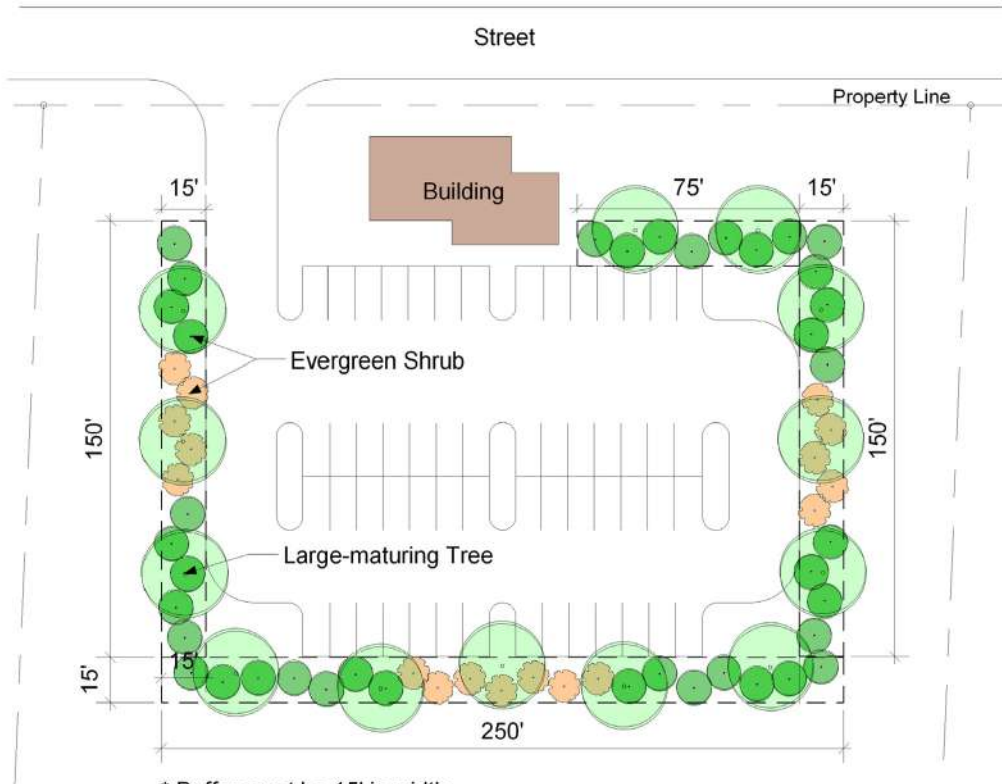 Street
Property Line
15'
Building
75'
15'
150'
Evergreen Shrub
150'
Large-maturing Tree
15'
15'
250'